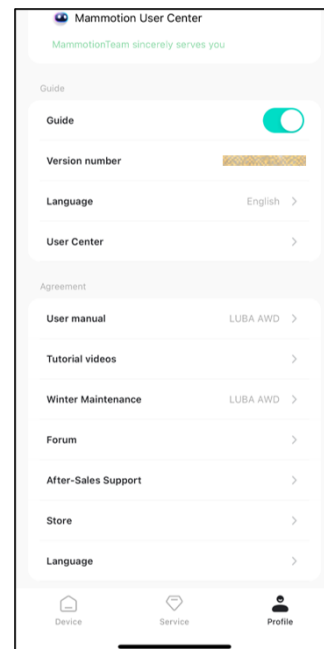 Mammotion User Center
MammotionTeam sincerely serves you
Guide
Guide
Version number
Language English
User Center
Agreement
User manual LUBA AWD
Tutorial videos
Winter Maintenance LUBA AWD
Forum
After-Sales Support
Store
Language
Device Service Profile